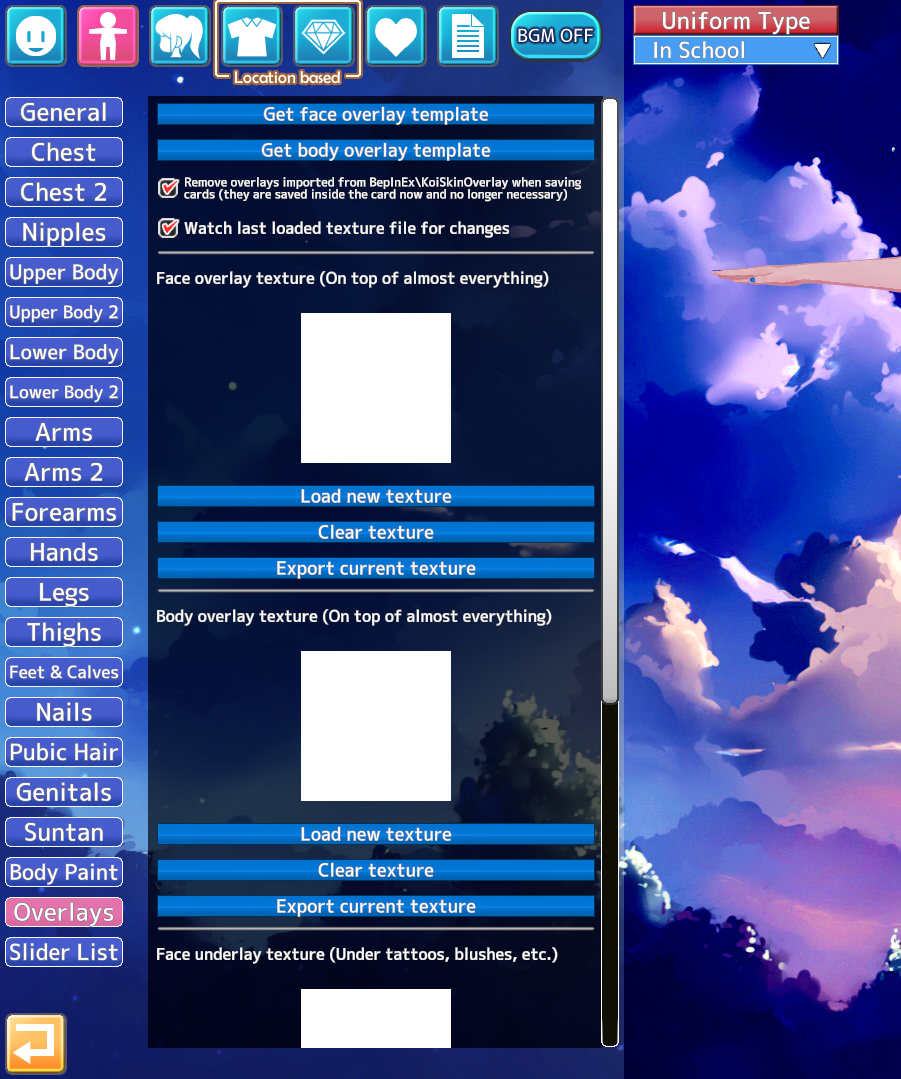 BGM OFF
Location based
Uniform Type
In School
General
Chest
Chest 2
Nipples
Upper Body
Upper Body 2
Lower Body
Lower Body 2
Arms
Arms 2
Forearms
Hands
Legs
Thighs
Feet & Calves
Nails
Pubic Hair
Genitals
Suntan
Body Paint
Overlays
Slider List
Get face overlay template
Get body overlay template
Remove overlays imported from BepInEx\KoiSkinOverlay when saving
cards (they are saved inside the card now and no longer necessary)
Watch last loaded texture file for changes
Face overlay texture (On top of almost everything)
Load new texture
Clear texture
Export current texture
Body overlay texture (On top of almost everything)
Load new texture
Clear texture
Export current texture
Face underlay texture (Under tattoos, blushes, etc.)